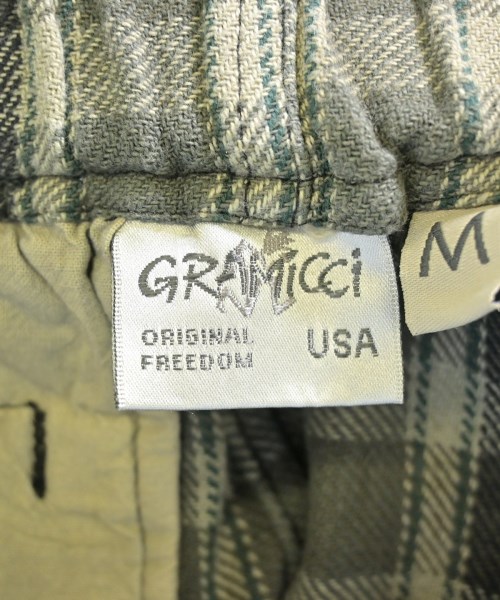 GRAMICCi
ORIGINAL
FREEDOM
USA
M